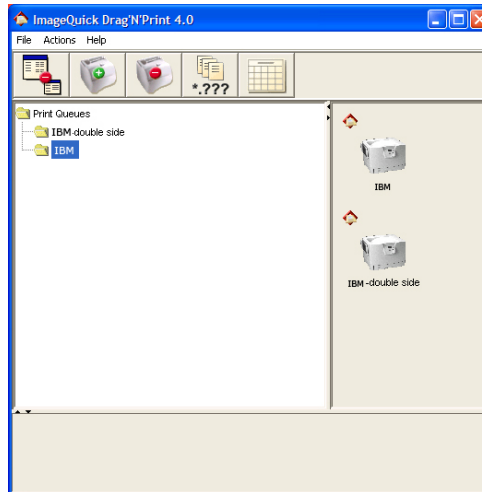 ImageQuick Drag'N'Print 4.0
File Actions Help
*.???
Print Queues
IBM-double side
IBM
IBM
IBM -double side